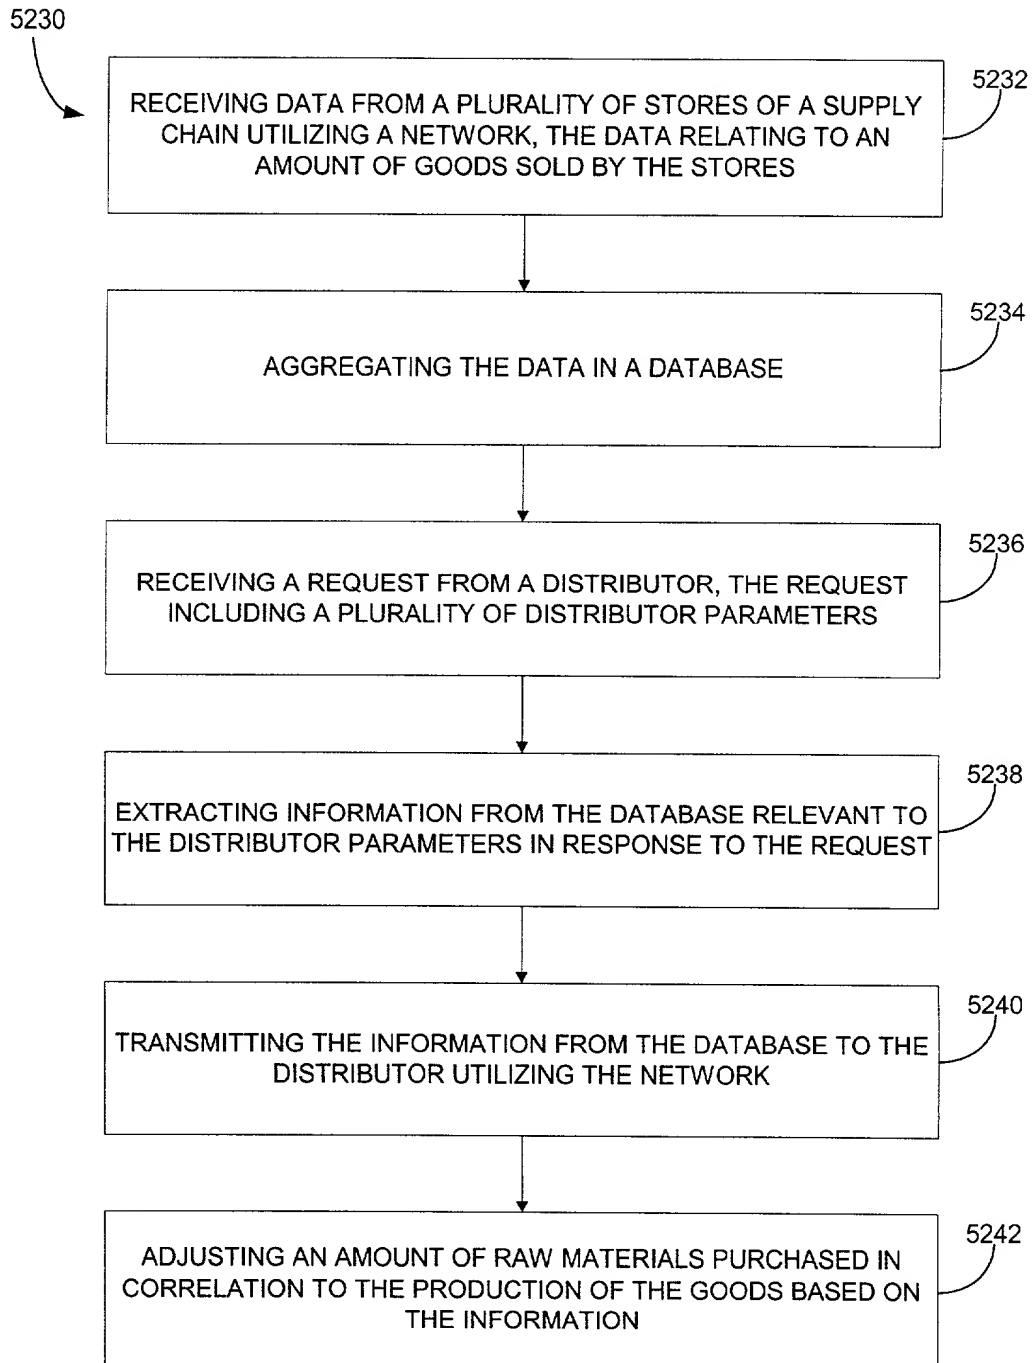 5230
RECEIVING DATA FROM A PLURALITY OF STORES OF A SUPPLY
CHAIN UTILIZING A NETWORK, THE DATA RELATING TO AN
AMOUNT OF GOODS SOLD BY THE STORES
5232
AGGREGATING THE DATA IN A DATABASE
5234
RECEIVING A REQUEST FROM A DISTRIBUTOR, THE REQUEST
INCLUDING A PLURALITY OF DISTRIBUTOR PARAMETERS
5236
EXTRACTING INFORMATION FROM THE DATABASE RELEVANT TO
THE DISTRIBUTOR PARAMETERS IN RESPONSE TO THE REQUEST
5238
TRANSMITTING THE INFORMATION FROM THE DATABASE TO THE
DISTRIBUTOR UTILIZING THE NETWORK
5240
ADJUSTING AN AMOUNT OF RAW MATERIALS PURCHASED IN
CORRELATION TO THE PRODUCTION OF THE GOODS BASED ON
THE INFORMATION
5242